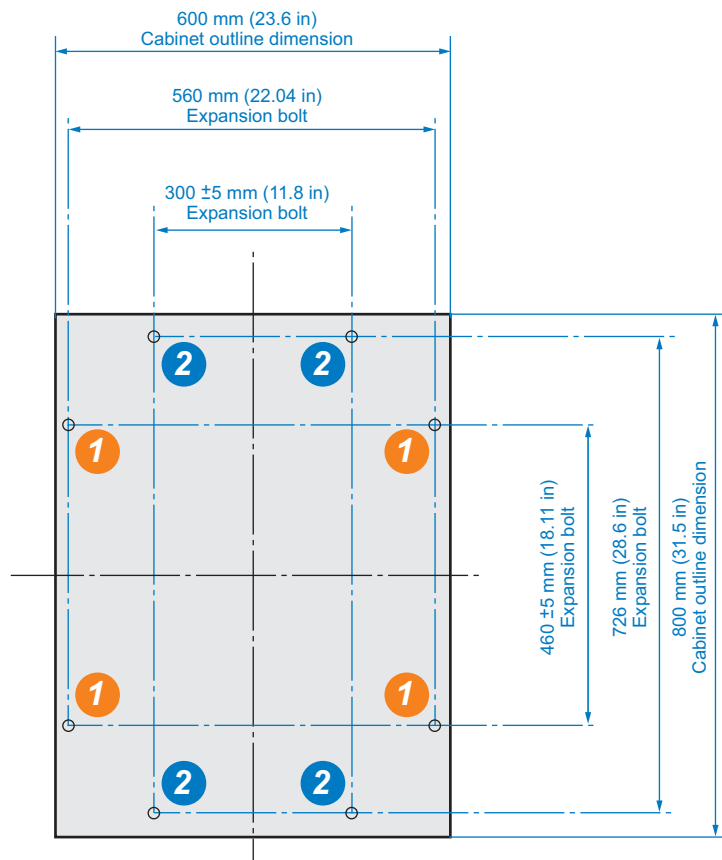 600 mm (23.6 in)
Cabinet outline dimension
560 mm (22.04 in)
Expansion bolt
300 ±5 mm (11.8 in)
Expansion bolt
2
2
1
1
460 ±5 mm (18.11 in)
Expansion bolt
726 mm (28.6 in)
Expansion bolt
800 mm (31.5 in)
Cabinet outline dimension
1
1
2
2